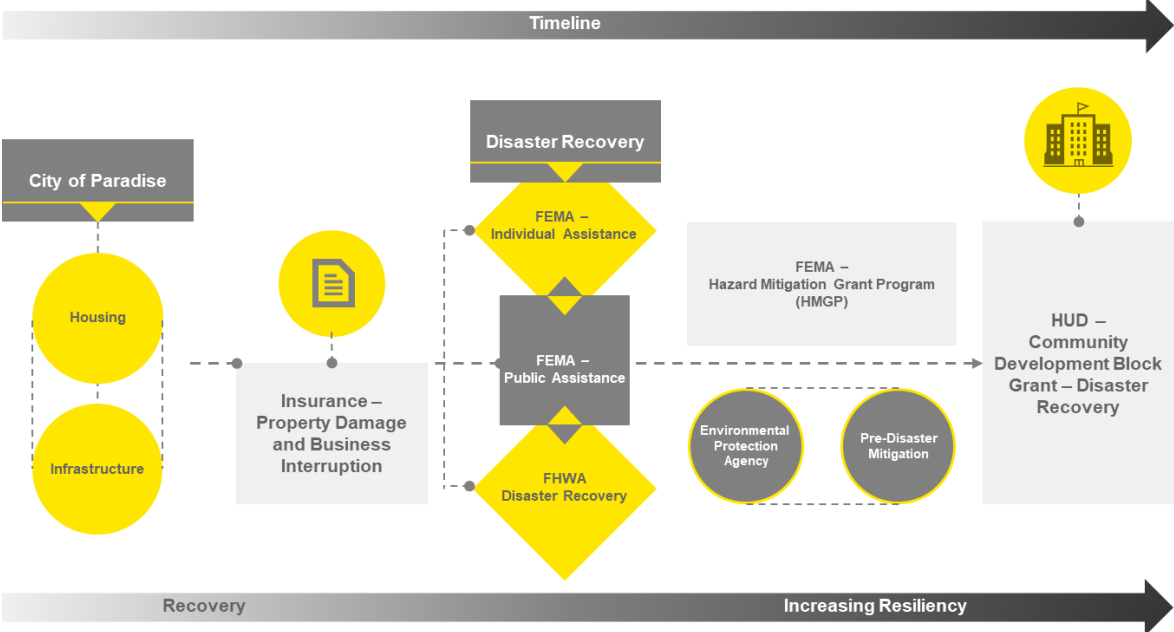 Timeline
City of Paradise
Housing
Infrastructure
Insurance –
Property Damage
and Business
Interruption
Disaster Recovery
FEMA –
Individual Assistance
FEMA –
Public Assistance
FHWA
Disaster Recovery
FEMA –
Hazard Mitigation Grant Program
(HMGP)
Environmental
Protection
Agency
Pre-Disaster
Mitigation
HUD –
Community
Development Block
Grant – Disaster
Recovery
Recovery
Increasing Resiliency